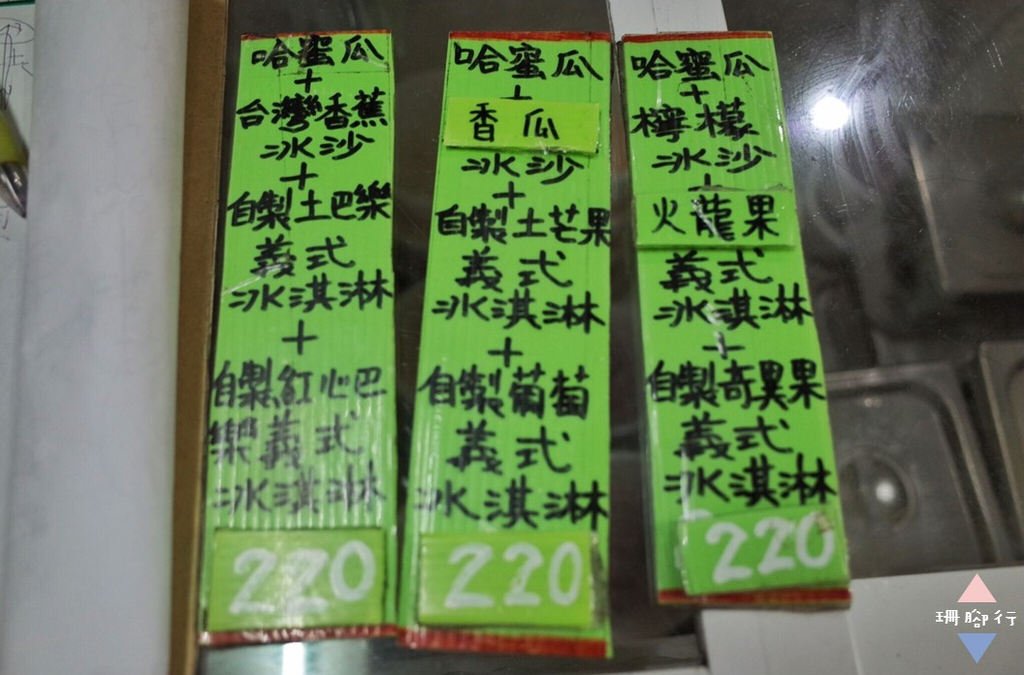 哈蜜瓜
+
台灣香蕉
冰沙
+
自製土芭樂
義式
冰淇淋
+
自製紅心巴
樂義式
冰淇淋
220
哈蜜瓜
+
香瓜
冰沙
+
自製土芒果
義式
冰淇淋
+
自製葡萄
義式
冰淇淋
220
哈蜜瓜
+
檸檬
冰沙
+
火龍果
義式
冰淇淋
+
自製奇異果
義式
冰淇淋
220
珊腳行